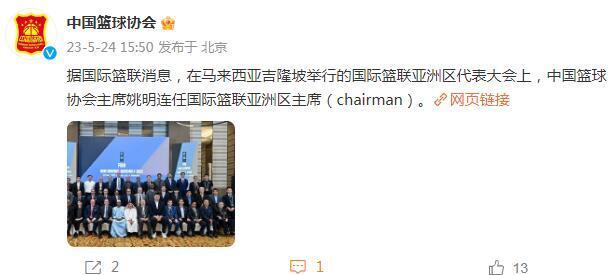 中国篮球协会
23-5-24 15:50 发布于 北京
据国际篮联消息，在马来西亚吉隆坡举行的国际篮联亚洲区代表大会上，中国篮球
协会主席姚明连任国际篮联亚洲区主席（chairman）。网页链接
2
1
13